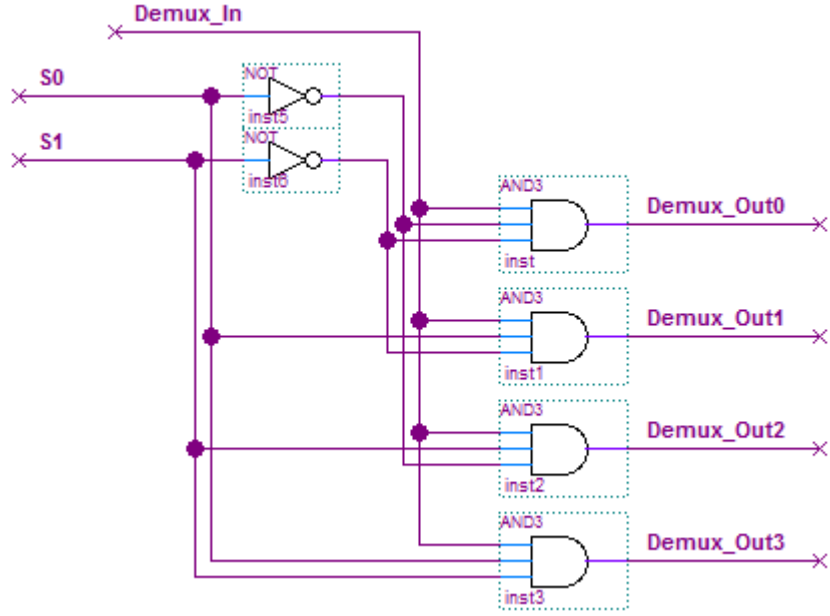 Demux_In
S0
NOT
inst5
S1
NOT
inst6
AND3
Demux_Out0
inst
AND3
Demux_Out1
inst1
AND3
Demux_Out2
inst2
AND3
Demux_Out3
inst3